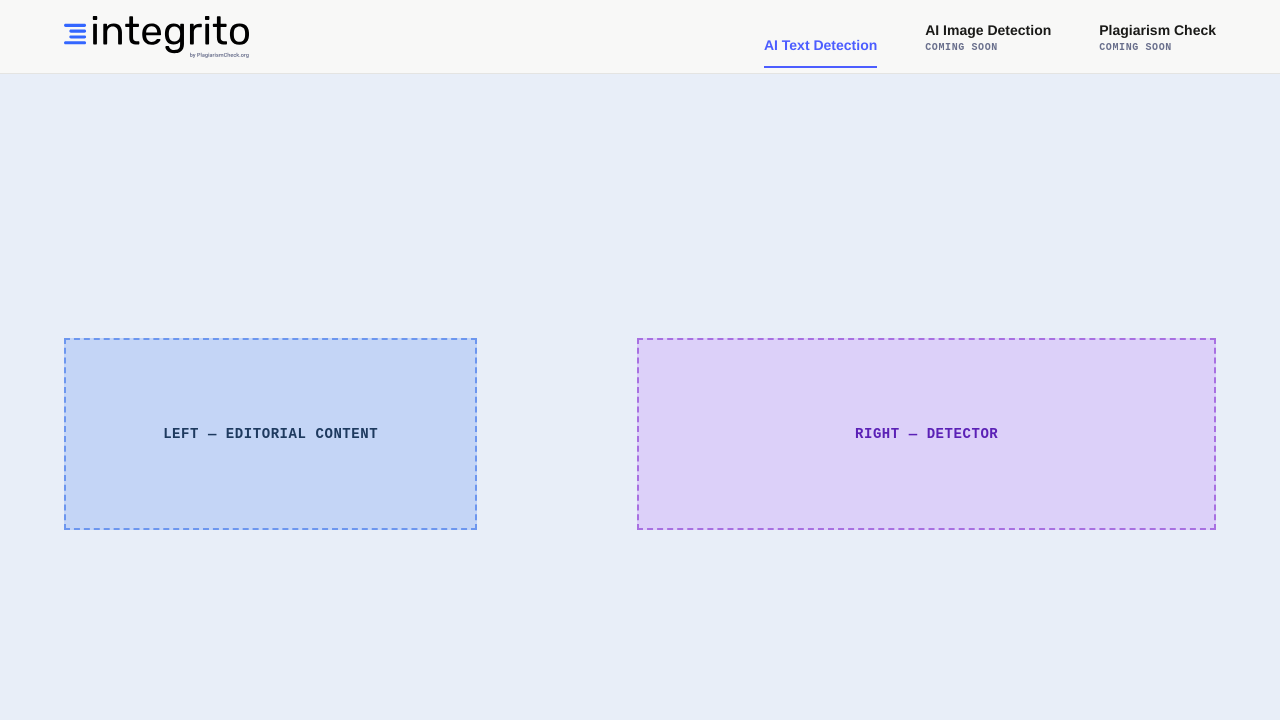 integrito
by PlagiarismCheck.org
AI Text Detection
AI Image Detection
COMING SOON
Plagiarism Check
COMING SOON
LEFT — EDITORIAL CONTENT
RIGHT — DETECTOR